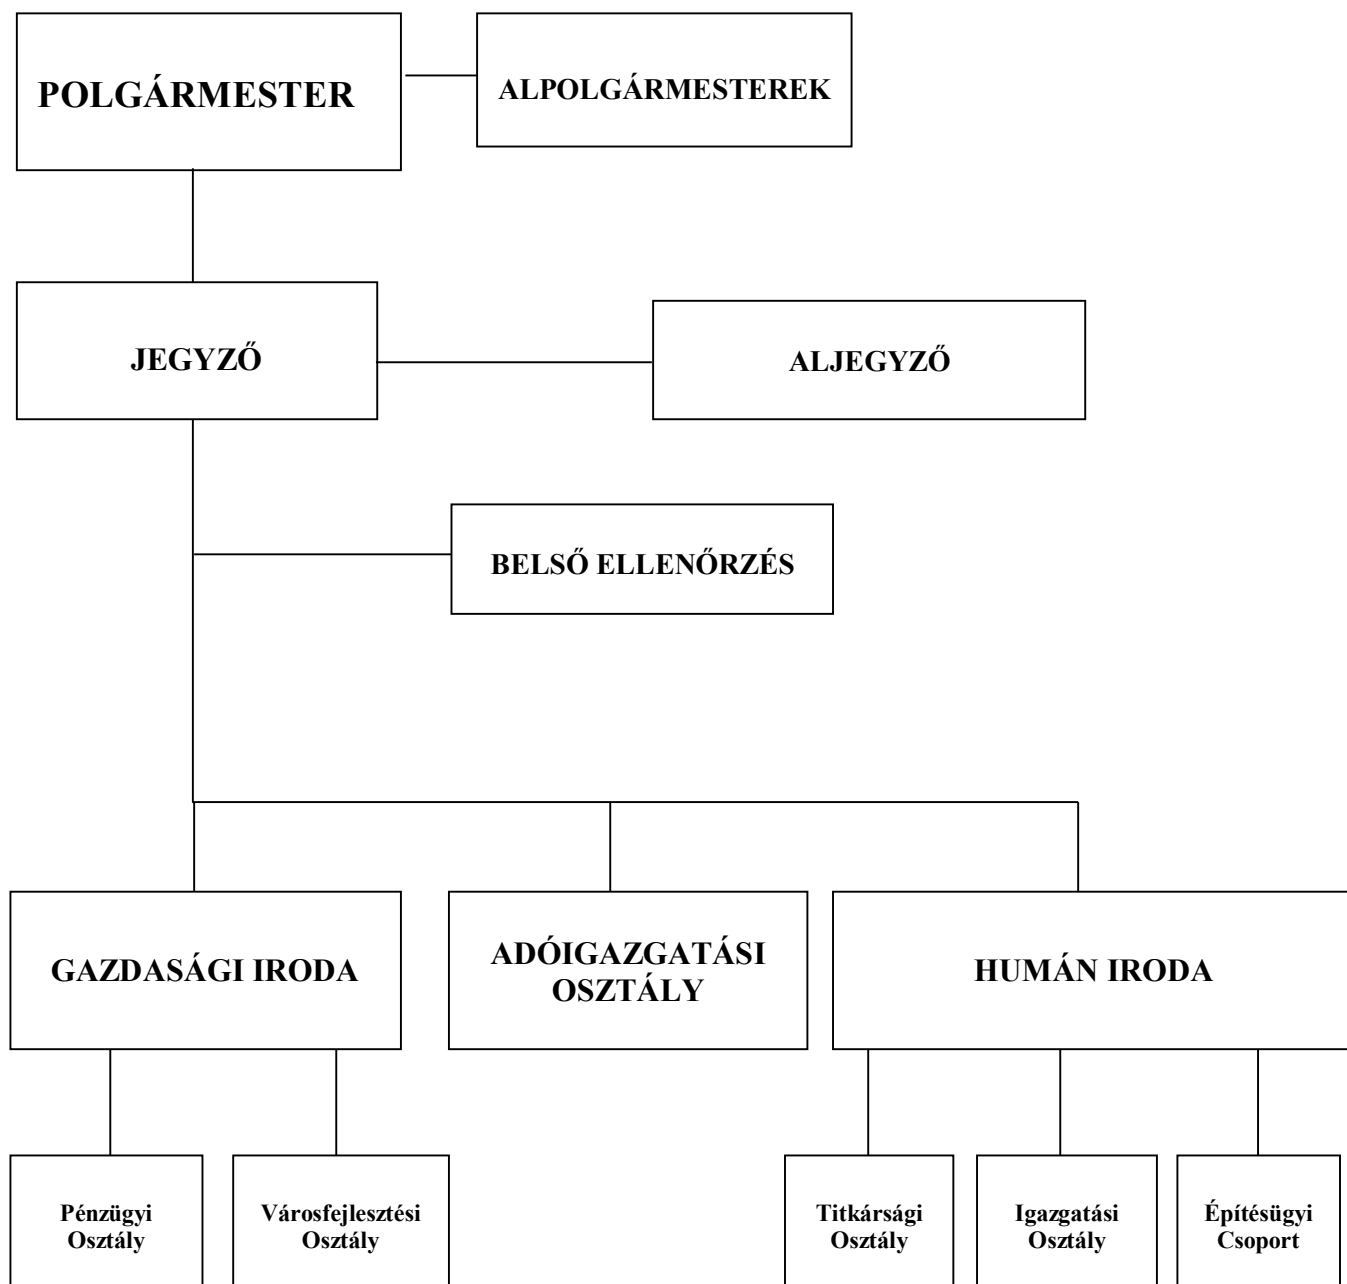 POLGÁRMESTER
ALPOLGÁRMESTEREK
JEGYZŐ
ALJEGYZŐ
BELSŐ ELLENŐRZÉS
GAZDASÁGI IRODA
ADÓIGAZGATÁSI
OSZTÁLY
HUMÁN IRODA
Pénzügyi
Osztály
Városfejlesztési
Osztály
Titkársági
Osztály
Igazgatási
Osztály
Építésügyi
Csoport